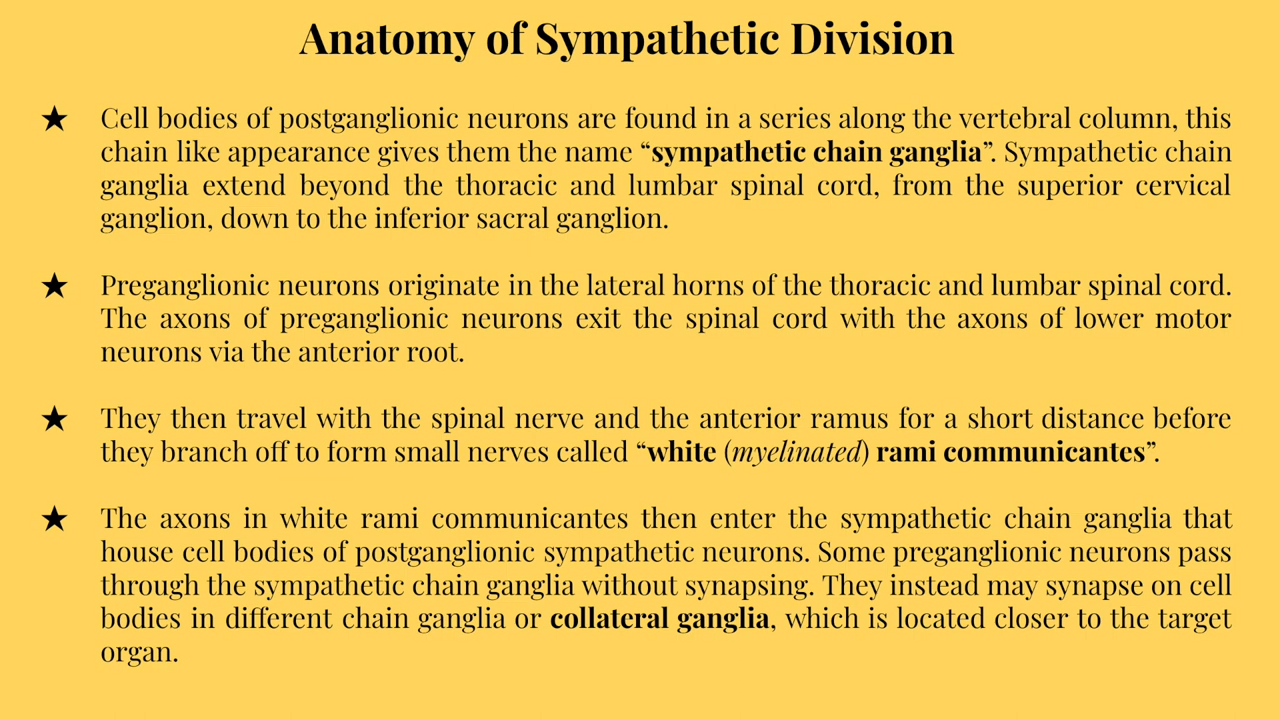 Anatomy of Sympathetic Division
★ Cell bodies of postganglionic neurons are found in a series along the vertebral column, this
chain like appearance gives them the name “sympathetic chain ganglia”. Sympathetic chain
ganglia extend beyond the thoracic and lumbar spinal cord, from the superior cervical
ganglion, down to the inferior sacral ganglion.
★ Preganglionic neurons originate in the lateral horns of the thoracic and lumbar spinal cord.
The axons of preganglionic neurons exit the spinal cord with the axons of lower motor
neurons via the anterior root.
★ They then travel with the spinal nerve and the anterior ramus for a short distance before
they branch off to form small nerves called “white (myelinated) rami communicantes”.
★ The axons in white rami communicantes then enter the sympathetic chain ganglia that
house cell bodies of postganglionic sympathetic neurons. Some preganglionic neurons pass
through the sympathetic chain ganglia without synapsing. They instead may synapse on cell
bodies in different chain ganglia or collateral ganglia, which is located closer to the target
organ.